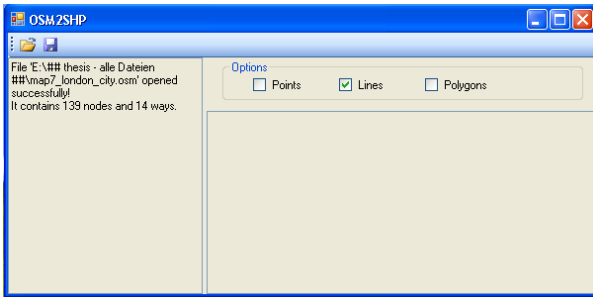 OSM2SHP
File 'E:\## thesis - alle Dateien
##\map7_london_city.osm' opened
successfully!
It contains 139 nodes and 14 ways.
Options
Points
Lines
Polygons